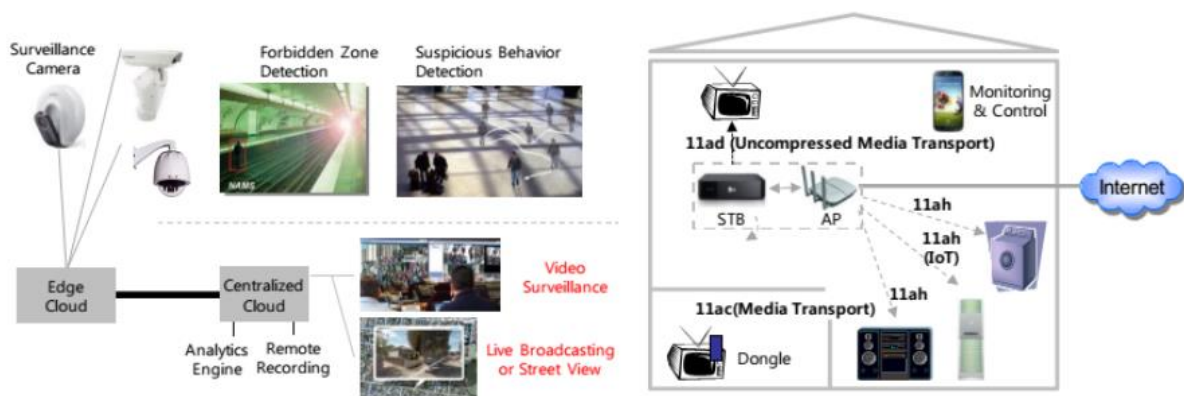 Surveillance
Camera
Forbidden Zone
Detection
Suspicious Behavior
Detection
NAMS
Edge
Cloud
Centralized
Cloud
Analytics
Engine
Remote
Recording
Video
Surveillance
Live Broadcasting
or Street View
Monitoring
& Control
11ad (Uncompressed Media Transport)
STB
AP
Internet
11ah
11ah
(IoT)
11ah
11ac(Media Transport)
Dongle